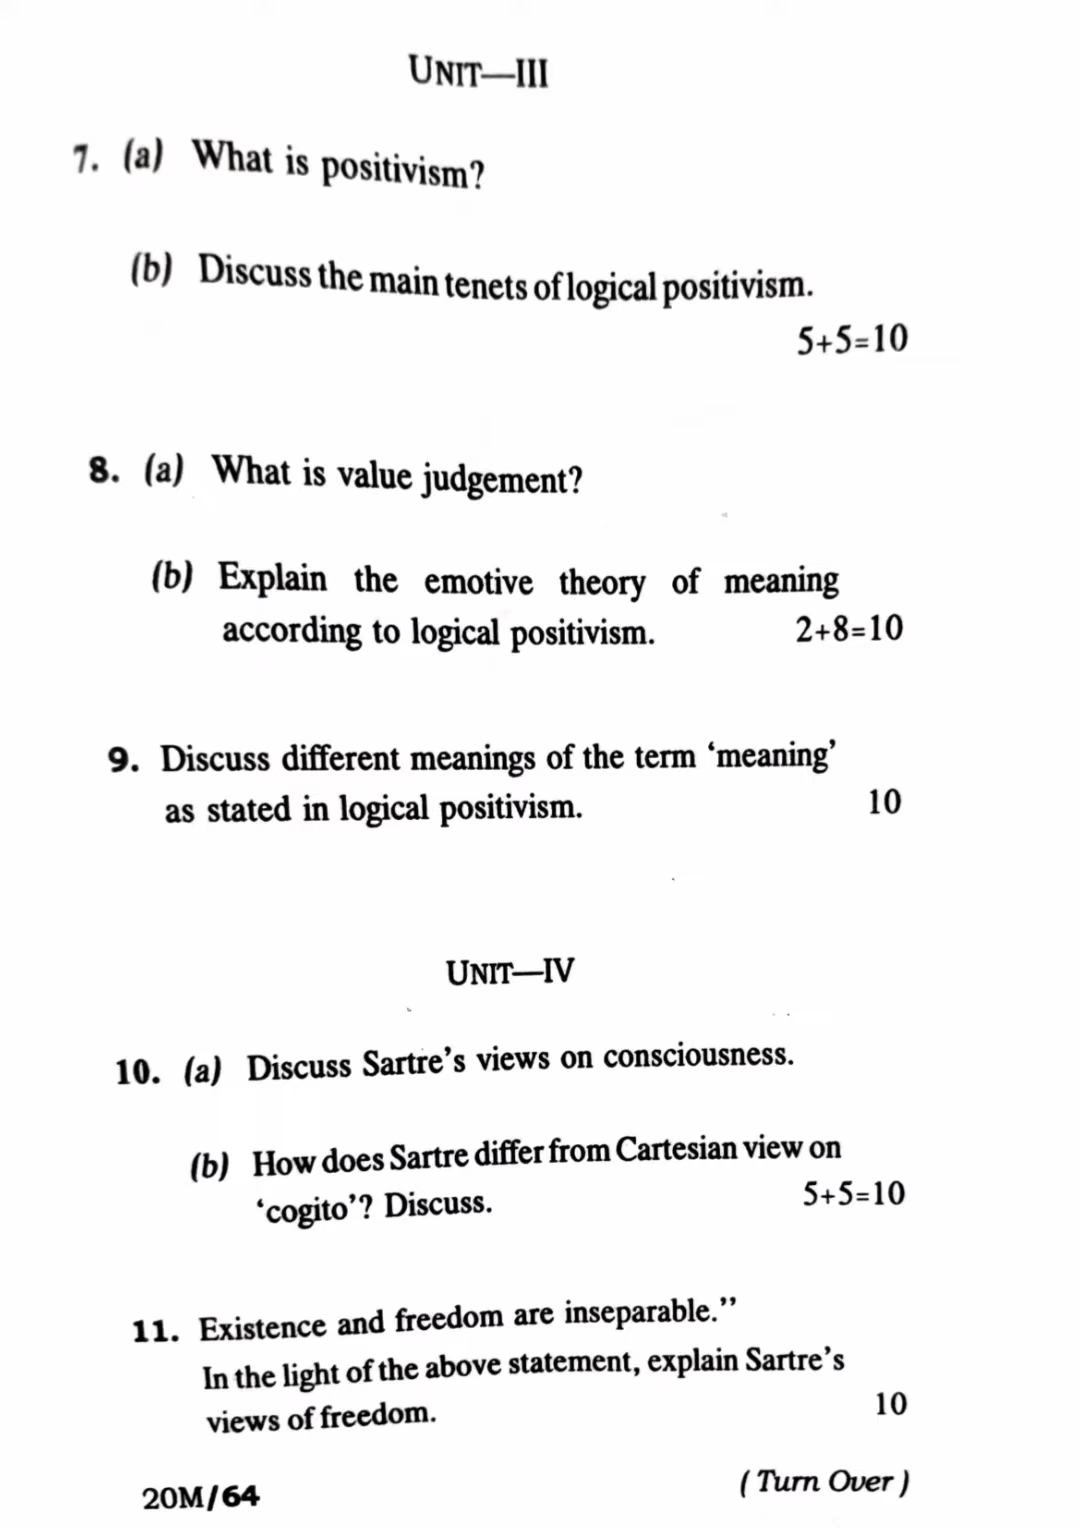 UNIT—III
7. (a) What is positivism?
(b) Discuss the main tenets of logical positivism.
5+5=10
8. (a) What is value judgement?
(b) Explain the emotive theory of meaning
according to logical positivism. 2+8=10
9. Discuss different meanings of the term ‘meaning’
as stated in logical positivism. 10
UNIT—IV
10. (a) Discuss Sartre’s views on consciousness.
(b) How does Sartre differ from Cartesian view on
‘cogito’? Discuss. 5+5=10
11. Existence and freedom are inseparable.”
In the light of the above statement, explain Sartre’s
views of freedom. 10
20M/64 ( Turn Over )